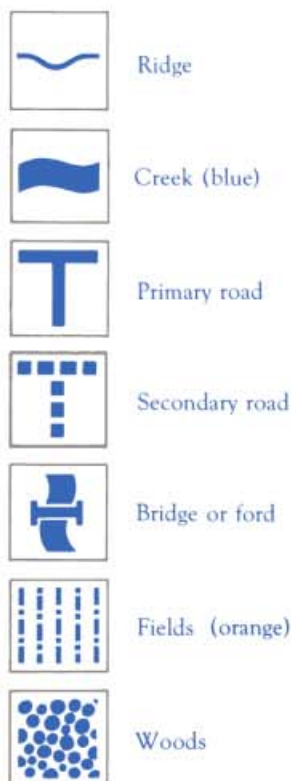 Ridge
Creek (blue)
Primary road
Secondary road
Bridge or ford
Fields (orange)
Woods